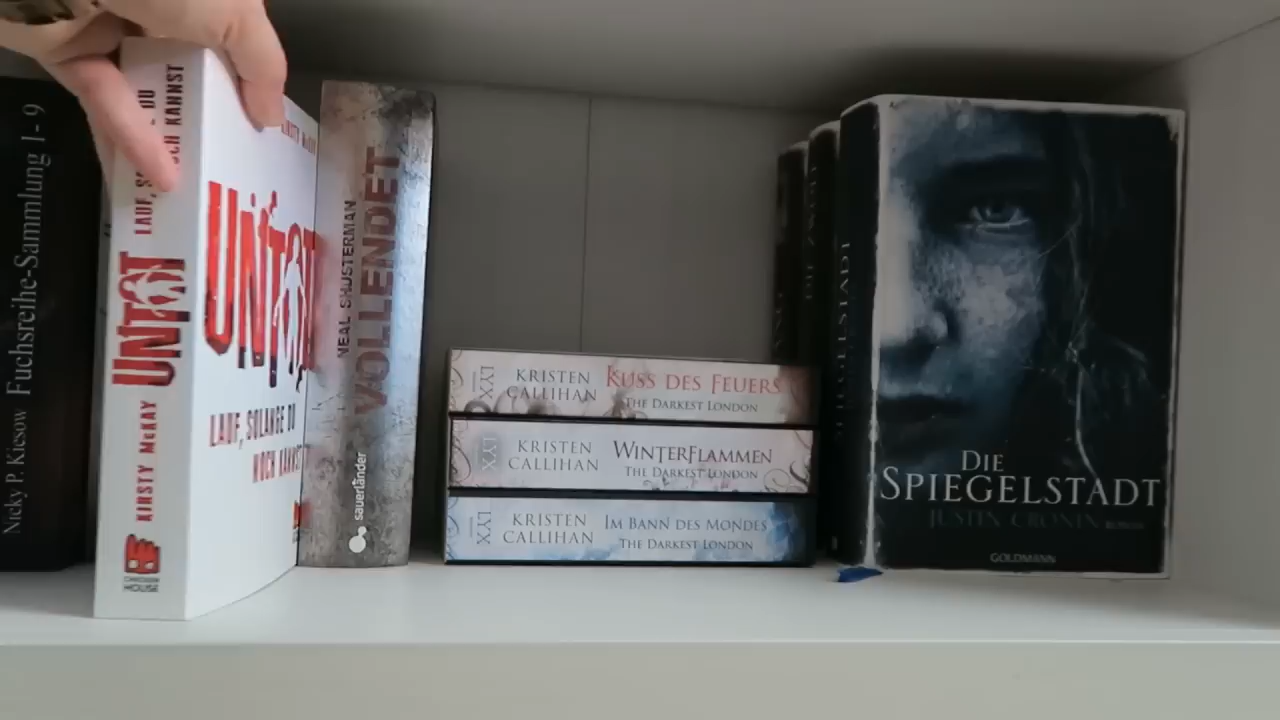 Nicky P. Kiesow Fuchsreihe-Sammlung 1-9
KIRSTY McKAY UNTOT LAUF,
CHICKEN
HOUSE
UNTOT
LAUF, SOLANGE DU
NOCH KANNST
sauerländer
NEAL SHUSTERMAN
VOLLENDET
LYX
KRISTEN
CALLIHAN
KUSS DES FEUERS
THE DARKEST LONDON
LYX
KRISTEN
CALLIHAN
WINTERFLAMMEN
THE DARKEST LONDON
LYX
KRISTEN
CALLIHAN
IM BANN DES MONDES
THE DARKEST LONDON
DIE
SPIEGELSTADT
JUSTIN CRONIN ROMAN
GOLDMANN